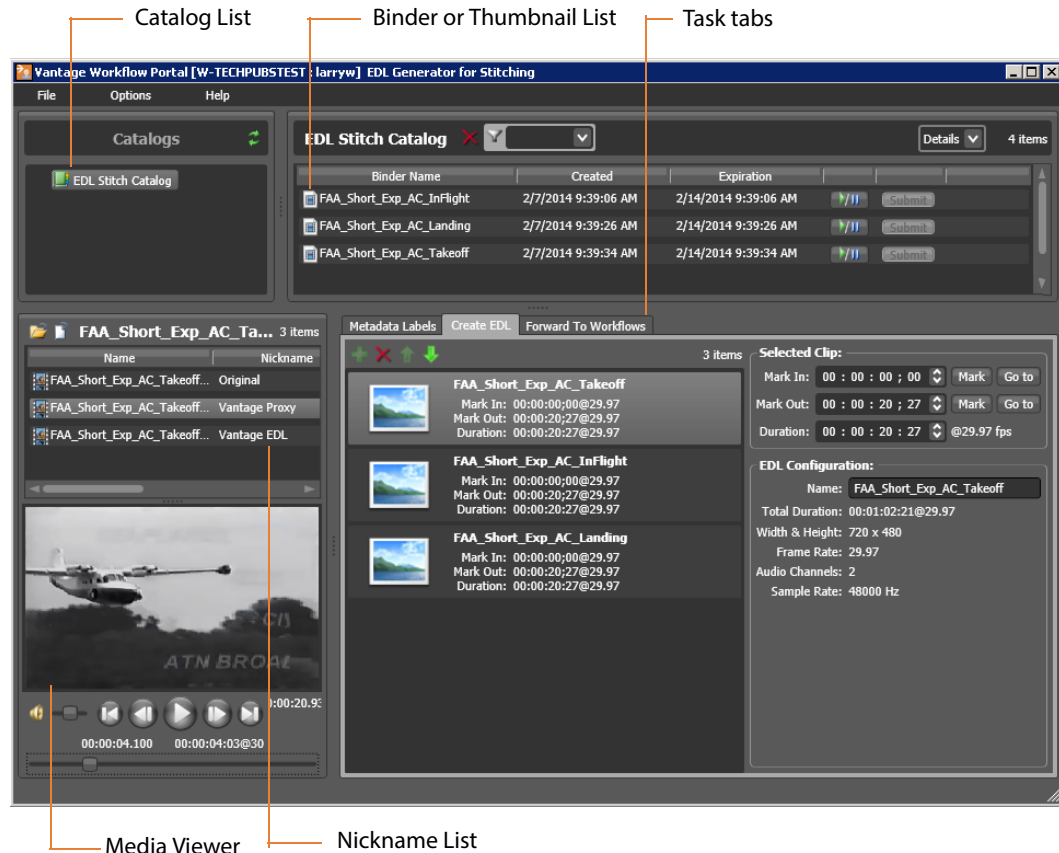 Catalog List
Binder or Thumbnail List
Task tabs
Vantage Workflow Portal [W-TECHPUBSTEST : larryw] EDL Generator for Stitching
File Options Help
Catalogs
EDL Stitch Catalog
EDL Stitch Catalog
Details
4 items
Binder Name Created Expiration
FAA_Short_Exp_AC_InFlight 2/7/2014 9:39:06 AM 2/14/2014 9:39:06 AM Submit
FAA_Short_Exp_AC_Landing 2/7/2014 9:39:26 AM 2/14/2014 9:39:26 AM Submit
FAA_Short_Exp_AC_Takeoff 2/7/2014 9:39:34 AM 2/14/2014 9:39:34 AM Submit
FAA_Short_Exp_AC_Ta... 3 items
Name Nickname
FAA_Short_Exp_AC_Takeoff... Original
FAA_Short_Exp_AC_Takeoff... Vantage Proxy
FAA_Short_Exp_AC_Takeoff... Vantage EDL
ATN BROA
00:00:20.93
00:00:04.100 00:00:04:03@30
Metadata Labels Create EDL Forward To Workflows
3 items
FAA_Short_Exp_AC_Takeoff
Mark In: 00:00:00;00@29.97
Mark Out: 00:00:20;27@29.97
Duration: 00:00:20:27@29.97
FAA_Short_Exp_AC_InFlight
Mark In: 00:00:00;00@29.97
Mark Out: 00:00:20;27@29.97
Duration: 00:00:20:27@29.97
FAA_Short_Exp_AC_Landing
Mark In: 00:00:00;00@29.97
Mark Out: 00:00:20;27@29.97
Duration: 00:00:20:27@29.97
Selected Clip:
Mark In: 00 : 00 : 00 ; 00 Mark Go to
Mark Out: 00 : 00 : 20 ; 27 Mark Go to
Duration: 00 : 00 : 20 : 27 @29.97 fps
EDL Configuration:
Name: FAA_Short_Exp_AC_Takeoff
Total Duration: 00:01:02:21@29.97
Width & Height: 720 x 480
Frame Rate: 29.97
Audio Channels: 2
Sample Rate: 48000 Hz
Media Viewer
Nickname List